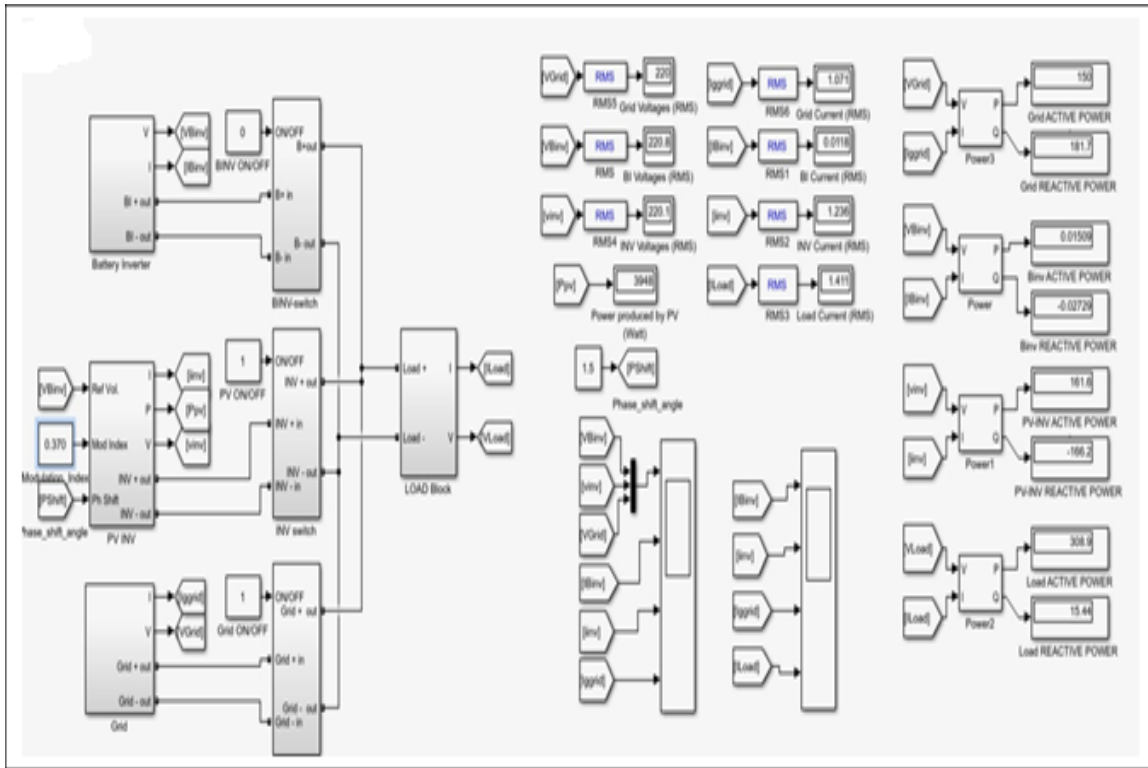 V
[VBinv]
I
[IBinv]
BI + out
BI - out
Battery Inverter
0
BINV ON/OFF
ON/OFF
B+out
B+ in
B- out
B- in
BINV-switch
[VBinv]
Ref Vol.
0.370
Mod Index
Modulation_Index
[PShift]
Ph Shift
Phase_shift_angle
I
[iinv]
P
[Ppv]
V
[vinv]
INV + out
INV - out
PV INV
1
PV ON/OFF
ON/OFF
INV + out
INV + in
INV - out
INV - in
INV switch
I
[Iggrid]
V
[VGrid]
Grid + out
Grid - out
Grid
1
Grid ON/OFF
ON/OFF
Grid + out
Grid + in
Grid - out
Grid - in
Load +
I
[ILoad]
Load -
V
[VLoad]
LOAD Block
[VGrid]
RMS
220
RMS5
Grid Voltages (RMS)
[VBinv]
RMS
220.8
RMS
BI Voltages (RMS)
[vinv]
RMS
220.1
RMS4
INV Voltages (RMS)
[Ppv]
3948
Power produced by PV
(Watt)
1.5
[PShift]
Phase_shift_angle
[Iggrid]
RMS
1.071
RMS6
Grid Current (RMS)
[IBinv]
RMS
0.0118
RMS1
BI Current (RMS)
[iinv]
RMS
1.236
RMS2
INV Current (RMS)
[ILoad]
RMS
1.411
RMS3
Load Current (RMS)
[VBinv]
[vinv]
[VGrid]
[IBinv]
[iinv]
[Iggrid]
[IBinv]
[iinv]
[Iggrid]
[ILoad]
[VGrid]
V
P
150
Grid ACTIVE POWER
[Iggrid]
I
Q
181.7
Power3
Grid REACTIVE POWER
[VBinv]
V
P
0.01509
Binv ACTIVE POWER
[IBinv]
I
Q
-0.02729
Power
Binv REACTIVE POWER
[vinv]
V
P
161.6
PV-INV ACTIVE POWER
[iinv]
I
Q
-166.2
Power1
PV-INV REACTIVE POWER
[VLoad]
V
P
308.9
Load ACTIVE POWER
[ILoad]
I
Q
15.44
Power2
Load REACTIVE POWER